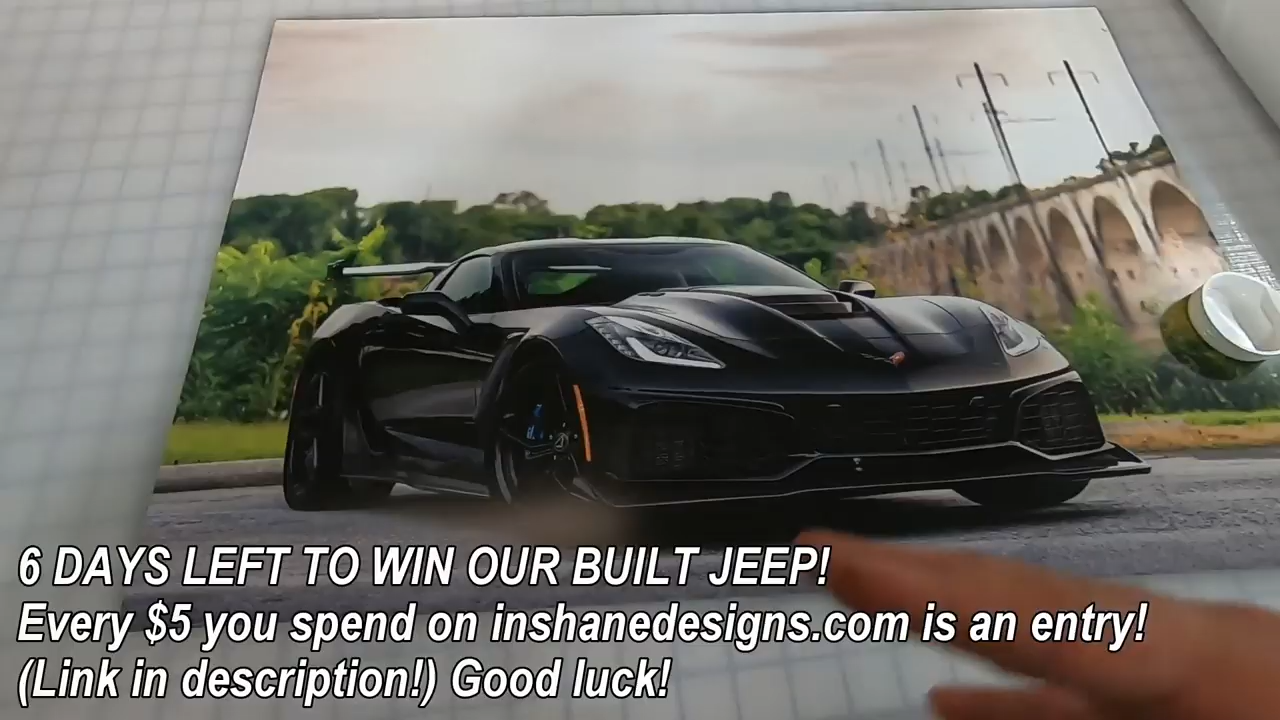 6 DAYS LEFT TO WIN OUR BUILT JEEP!
Every $5 you spend on inshanedesigns.com is an entry!
(Link in description!) Good luck!